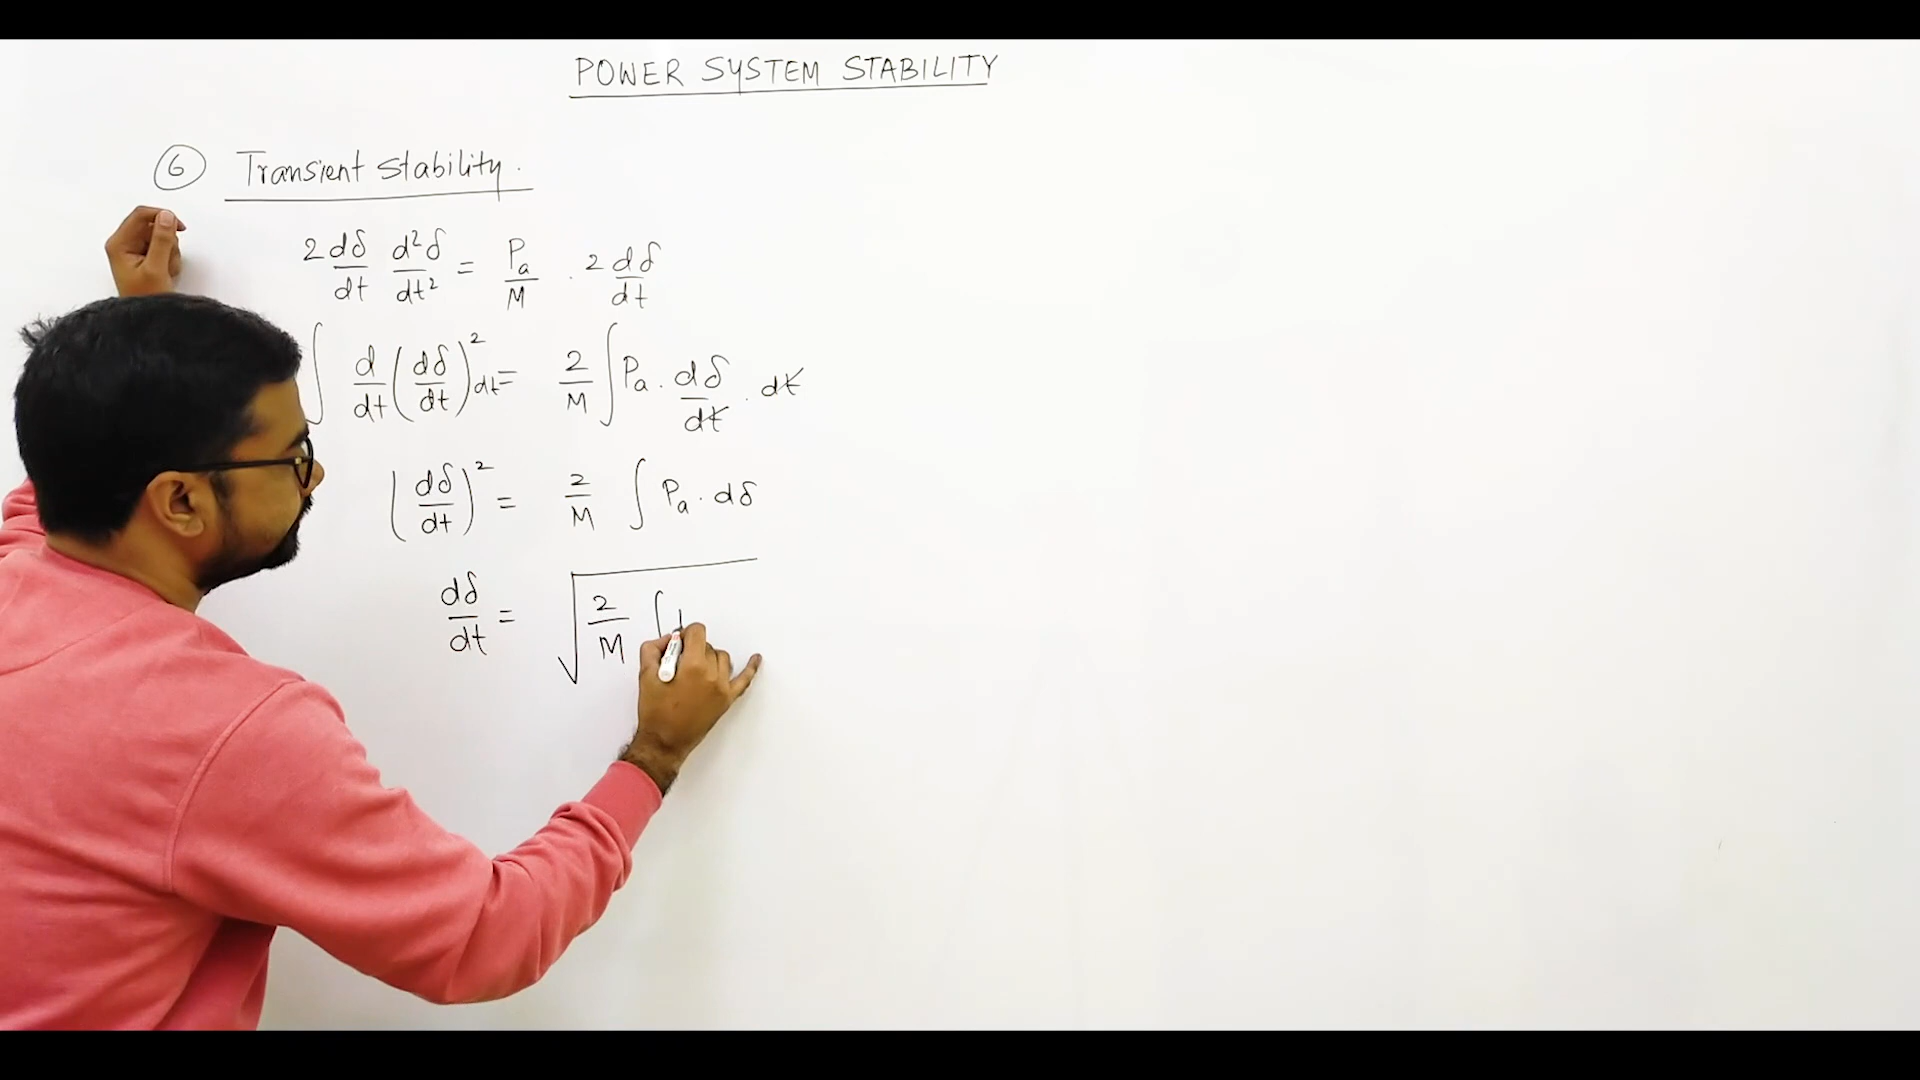 POWER SYSTEM STABILITY
6 Transient Stability.
2 dδ/dt d²δ/dt² = Pa/M . 2 dδ/dt
∫ d/dt (dδ/dt)² dt = 2/M ∫ Pa . dδ/dt . dt
(dδ/dt)² = 2/M ∫ Pa . dδ
dδ/dt = √ 2/M ∫